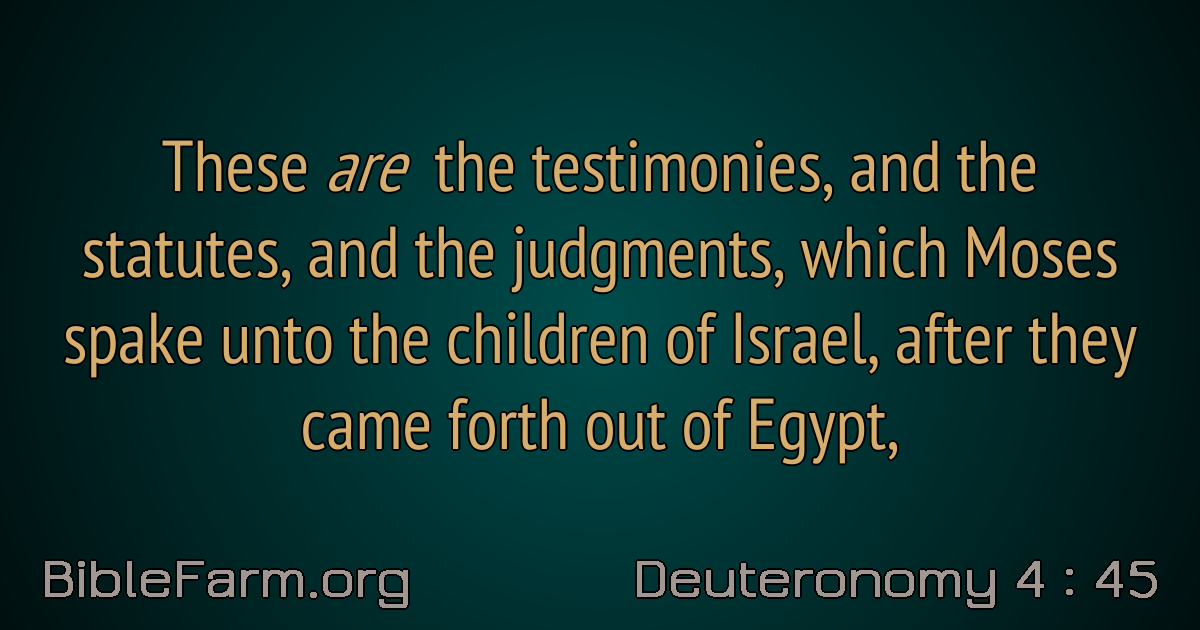 These are the testimonies, and the
statutes, and the judgments, which Moses
spake unto the children of Israel, after they
came forth out of Egypt,
BibleFarm.org
Deuteronomy 4 : 45